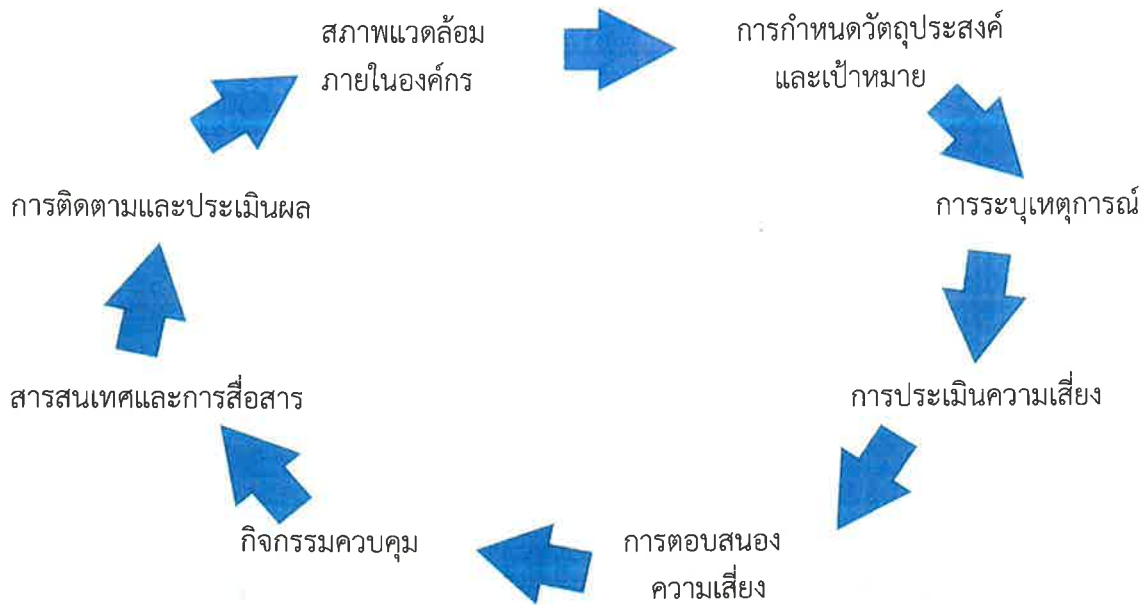 สภาพแวดล้อม
ภายในองค์กร
การกำหนดวัตถุประสงค์
และเป้าหมาย
การระบุเหตุการณ์
การประเมินความเสี่ยง
การตอบสนอง
ความเสี่ยง
กิจกรรมควบคุม
สารสนเทศและการสื่อสาร
การติดตามและประเมินผล